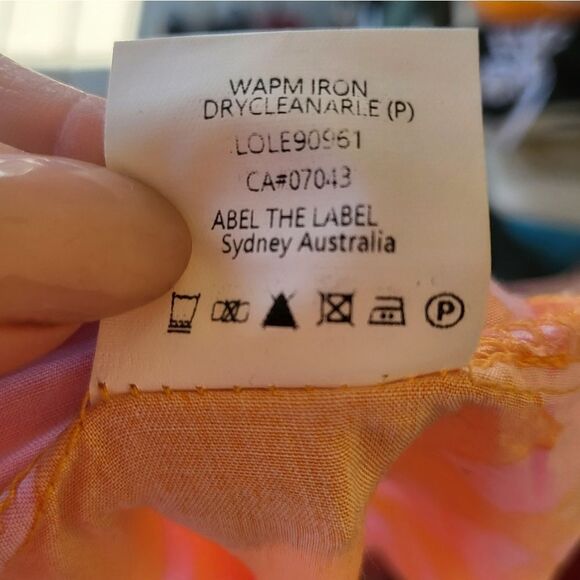 WAPM IRON
DRYCLEANARLE (P)
LOLE90961
CA#07043
ABEL THE LABEL
Sydney Australia
P